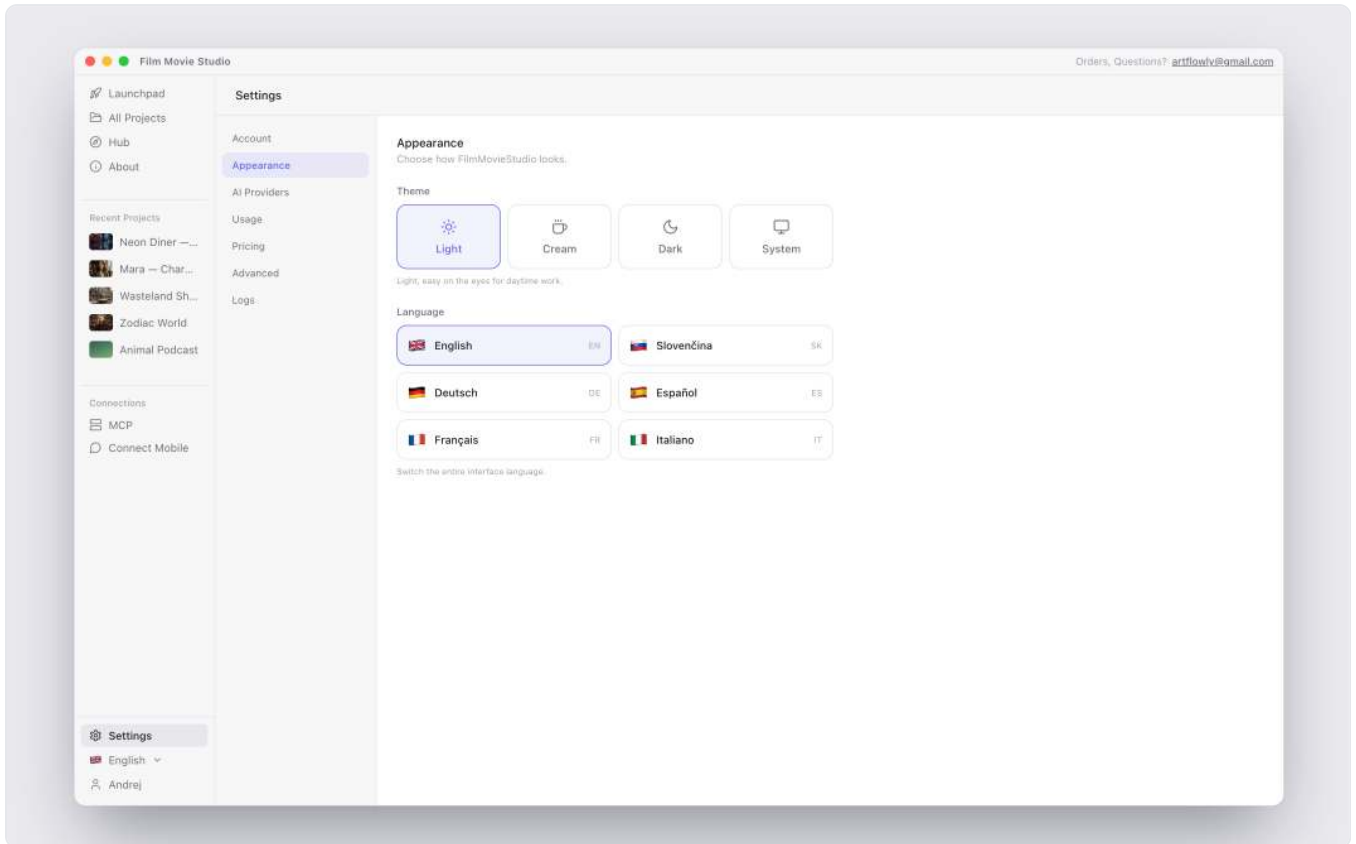 Film Movie Studio
Orders, Questions? artflowly@gmail.com
Launchpad
All Projects
Hub
About
Recent Projects
Neon Diner —...
Mara — Char...
Wasteland Sh...
Zodiac World
Animal Podcast
Connections
MCP
Connect Mobile
Settings
English
Andrej
Settings
Account
Appearance
AI Providers
Usage
Pricing
Advanced
Logs
Appearance
Choose how FilmMovieStudio looks.
Theme
Light
Cream
Dark
System
Light, easy on the eyes for daytime work.
Language
English EN
Slovenčina SK
Deutsch DE
Español ES
Français FR
Italiano IT
Switch the entire interface language.